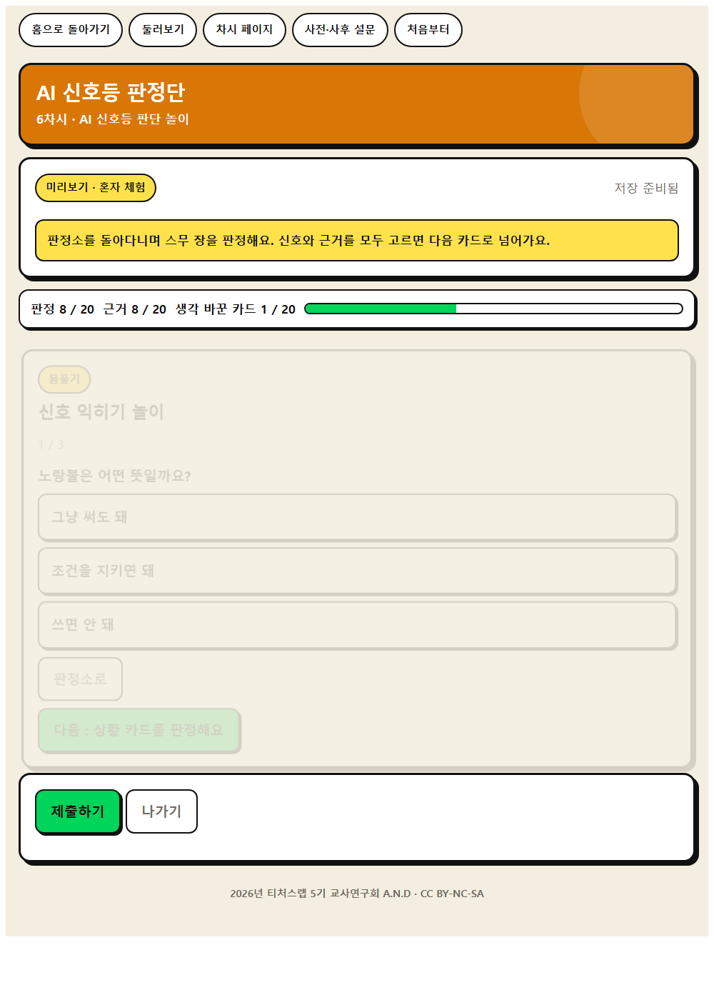 홈으로 돌아가기 둘러보기 차시 페이지 사전·사후 설문 처음부터
AI 신호등 판정단
6차시 · AI 신호등 판단 놀이
미리보기 · 혼자 체험 저장 준비됨
판정소를 돌아다니며 스무 장을 판정해요. 신호와 근거를 모두 고르면 다음 카드로 넘어가요.
판정 8 / 20 근거 8 / 20 생각 바꾼 카드 1 / 20
몸풀기
신호 익히기 놀이
1 / 3
노랑불은 어떤 뜻일까요?
그냥 써도 돼
조건을 지키면 돼
쓰면 안 돼
판정소로
다음 : 상황 카드를 판정해요
제출하기 나가기
2026년 티처스랩 5기 교사연구회 A.N.D · CC BY-NC-SA